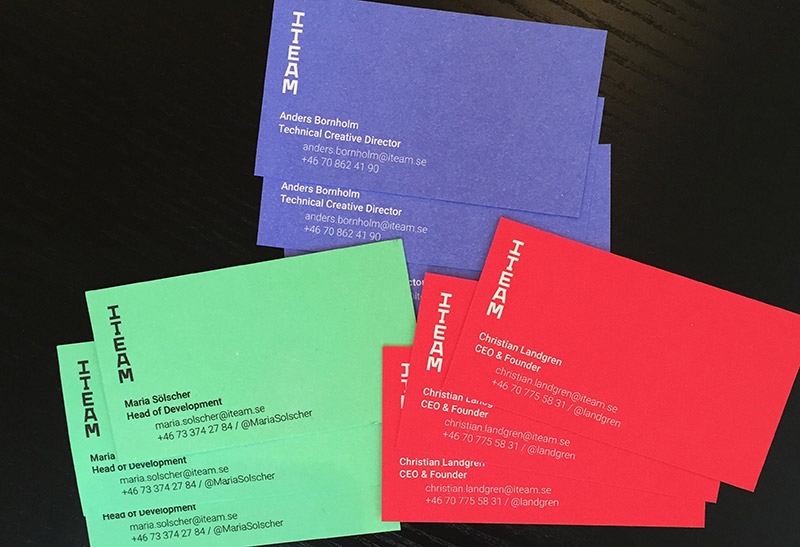 ITEAM
Anders Bornholm
Technical Creative Director
anders.bornholm@iteam.se
+46 70 862 41 90
Anders Bornholm
Technical Creative Director
anders.bornholm@iteam.se
+46 70 862 41 90
ITEAM
Maria Sölscher
Head of Development
maria.solscher@iteam.se
+46 73 374 27 84 / @MariaSolscher
ITEAM
Maria
Head of Development
maria.solscher@iteam.se
+46 73 374 27 84 / @MariaSolscher
Head of Development
maria.solscher@iteam.se
+46 73 374 27 84 / @MariaSolscher
ITEAM
Christian Landgren
CEO & Founder
christian.landgren@iteam.se
+46 70 775 58 31 / @landgren
ITEAM
Christian Landgren
CEO & Founder
christian.landgren@iteam.se
+46 70 775 58 31 / @landgren
Christian Landgren
CEO & Founder
christian.landgren@iteam.se
+46 70 775 58 31 / @landgren